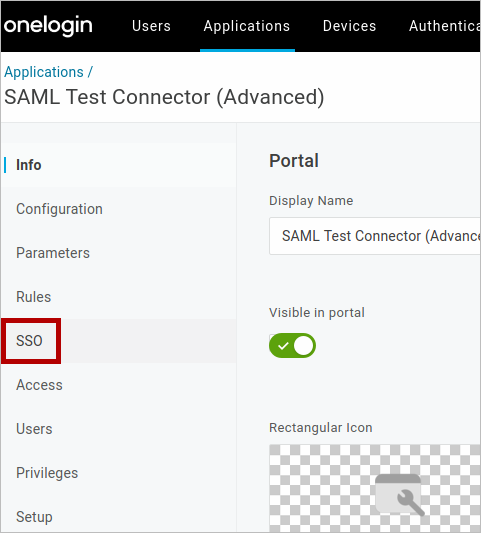 onelogin Users Applications Devices Authentica
Applications /
SAML Test Connector (Advanced)
Info
Configuration
Parameters
Rules
SSO
Access
Users
Privileges
Setup
Portal
Display Name
SAML Test Connector (Advance
Visible in portal
Rectangular Icon